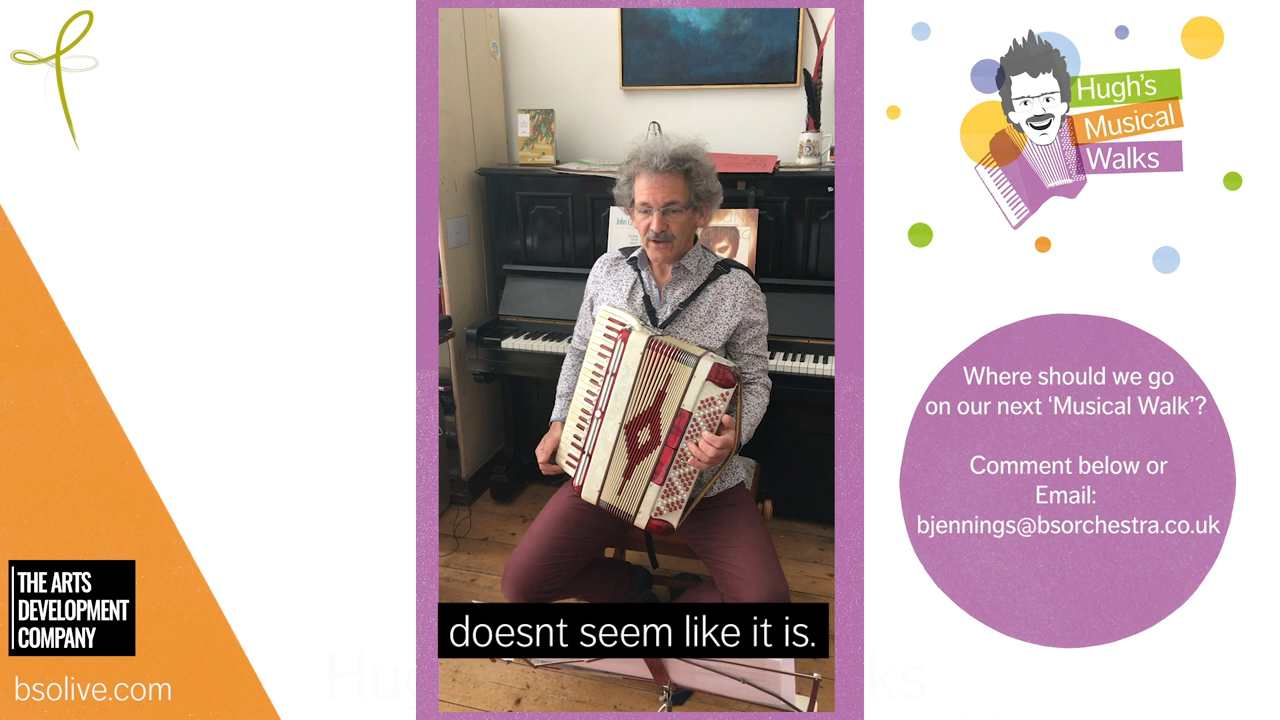 Hugh's
Musical
Walks
Where should we go
on our next ‘Musical Walk’?
Comment below or
Email:
bjennings@bsorchestra.co.uk
doesnt seem like it is.
THE ARTS
DEVELOPMENT
COMPANY
bsolive.com